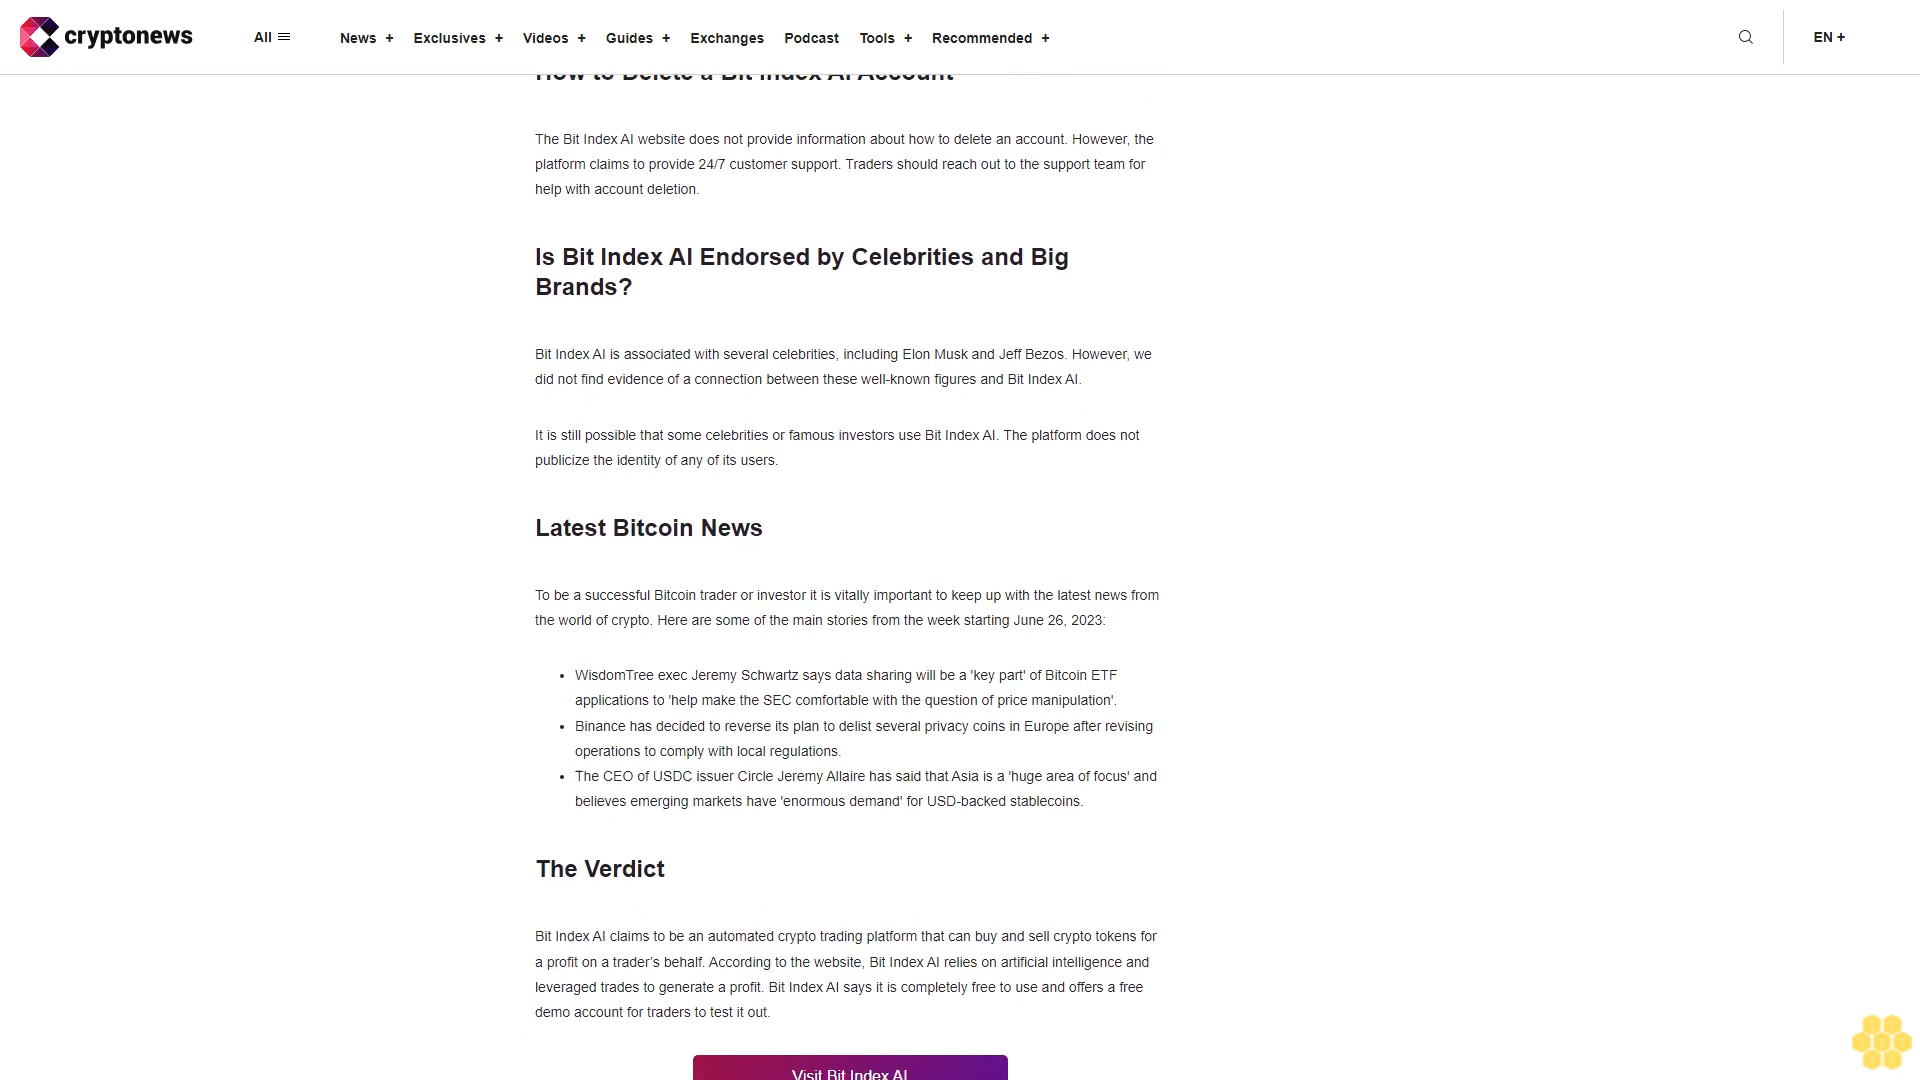 cryptonews
All
News +
Exclusives +
Videos +
Guides +
Exchanges
Podcast
Tools +
Recommended +
EN +
How to Delete a Bit Index AI Account
The Bit Index AI website does not provide information about how to delete an account. However, the
platform claims to provide 24/7 customer support. Traders should reach out to the support team for
help with account deletion.
Is Bit Index AI Endorsed by Celebrities and Big
Brands?
Bit Index AI is associated with several celebrities, including Elon Musk and Jeff Bezos. However, we
did not find evidence of a connection between these well-known figures and Bit Index AI.
It is still possible that some celebrities or famous investors use Bit Index AI. The platform does not
publicize the identity of any of its users.
Latest Bitcoin News
To be a successful Bitcoin trader or investor it is vitally important to keep up with the latest news from
the world of crypto. Here are some of the main stories from the week starting June 26, 2023:
• WisdomTree exec Jeremy Schwartz says data sharing will be a 'key part' of Bitcoin ETF
applications to 'help make the SEC comfortable with the question of price manipulation'.
• Binance has decided to reverse its plan to delist several privacy coins in Europe after revising
operations to comply with local regulations.
• The CEO of USDC issuer Circle Jeremy Allaire has said that Asia is a 'huge area of focus' and
believes emerging markets have 'enormous demand' for USD-backed stablecoins.
The Verdict
Bit Index AI claims to be an automated crypto trading platform that can buy and sell crypto tokens for
a profit on a trader’s behalf. According to the website, Bit Index AI relies on artificial intelligence and
leveraged trades to generate a profit. Bit Index AI says it is completely free to use and offers a free
demo account for traders to test it out.
Visit Bit Index AI